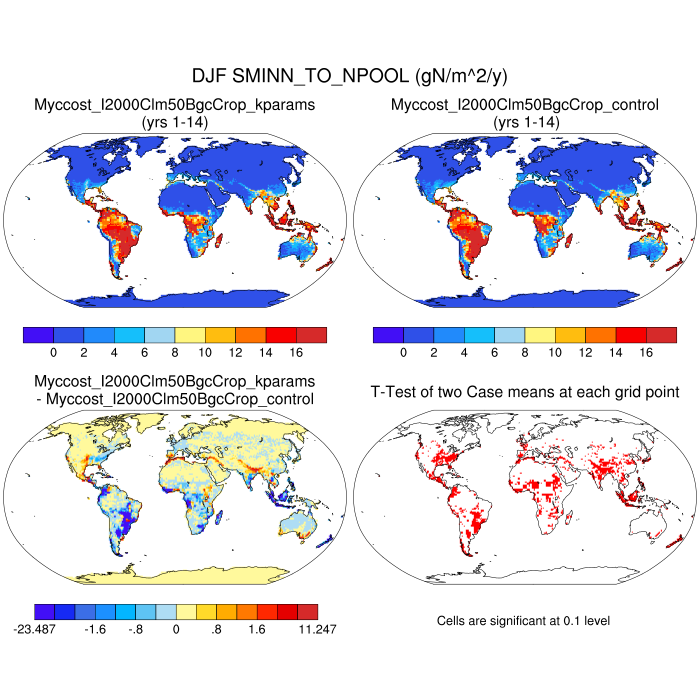 DJF SMINN_TO_NPOOL (gN/m^2/y)
Myccost_I2000Clm50BgcCrop_kparams
(yrs 1-14)
Myccost_I2000Clm50BgcCrop_control
(yrs 1-14)
0 2 4 6 8 10 12 14 16
0 2 4 6 8 10 12 14 16
Myccost_I2000Clm50BgcCrop_kparams
- Myccost_I2000Clm50BgcCrop_control
T-Test of two Case means at each grid point
-23.487 -1.6 -.8 0 .8 1.6 11.247
Cells are significant at 0.1 level